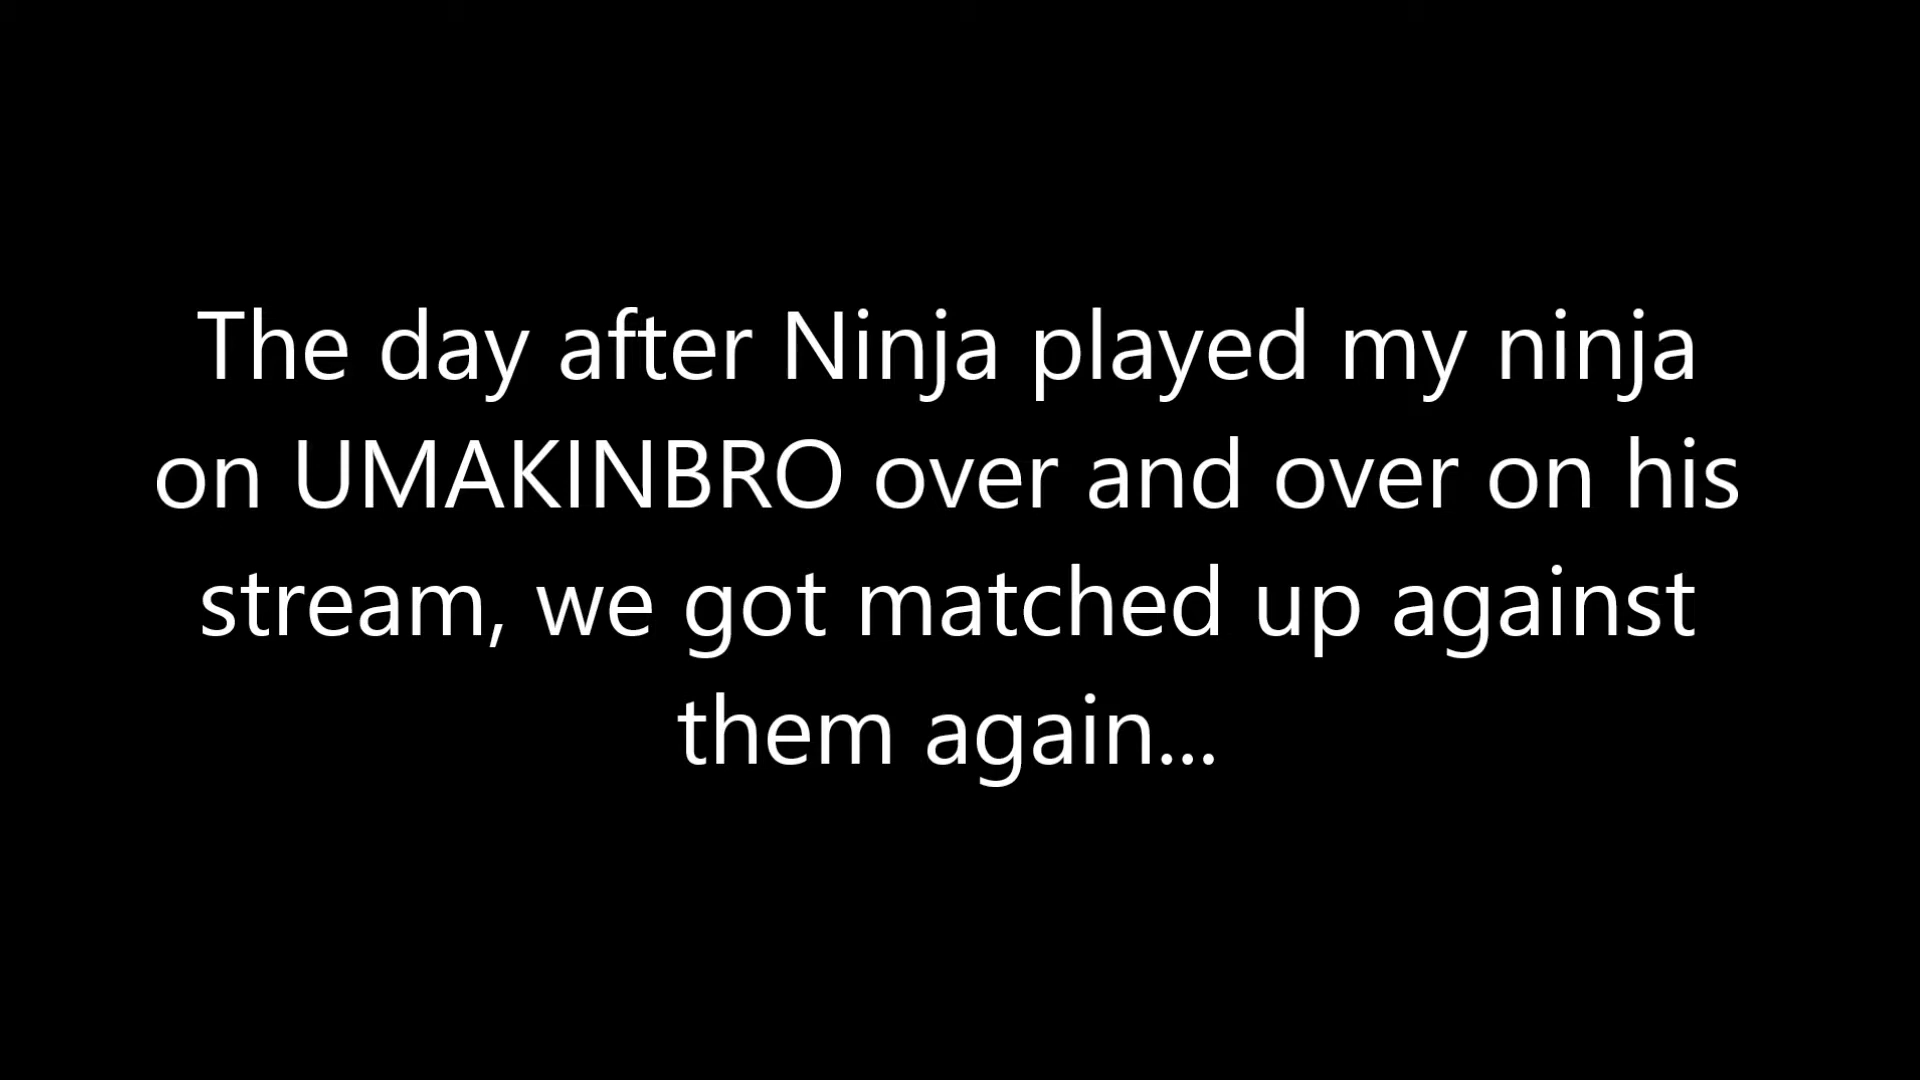 The day after Ninja played my ninja
on UMAKINBRO over and over on his
stream, we got matched up against
them again...